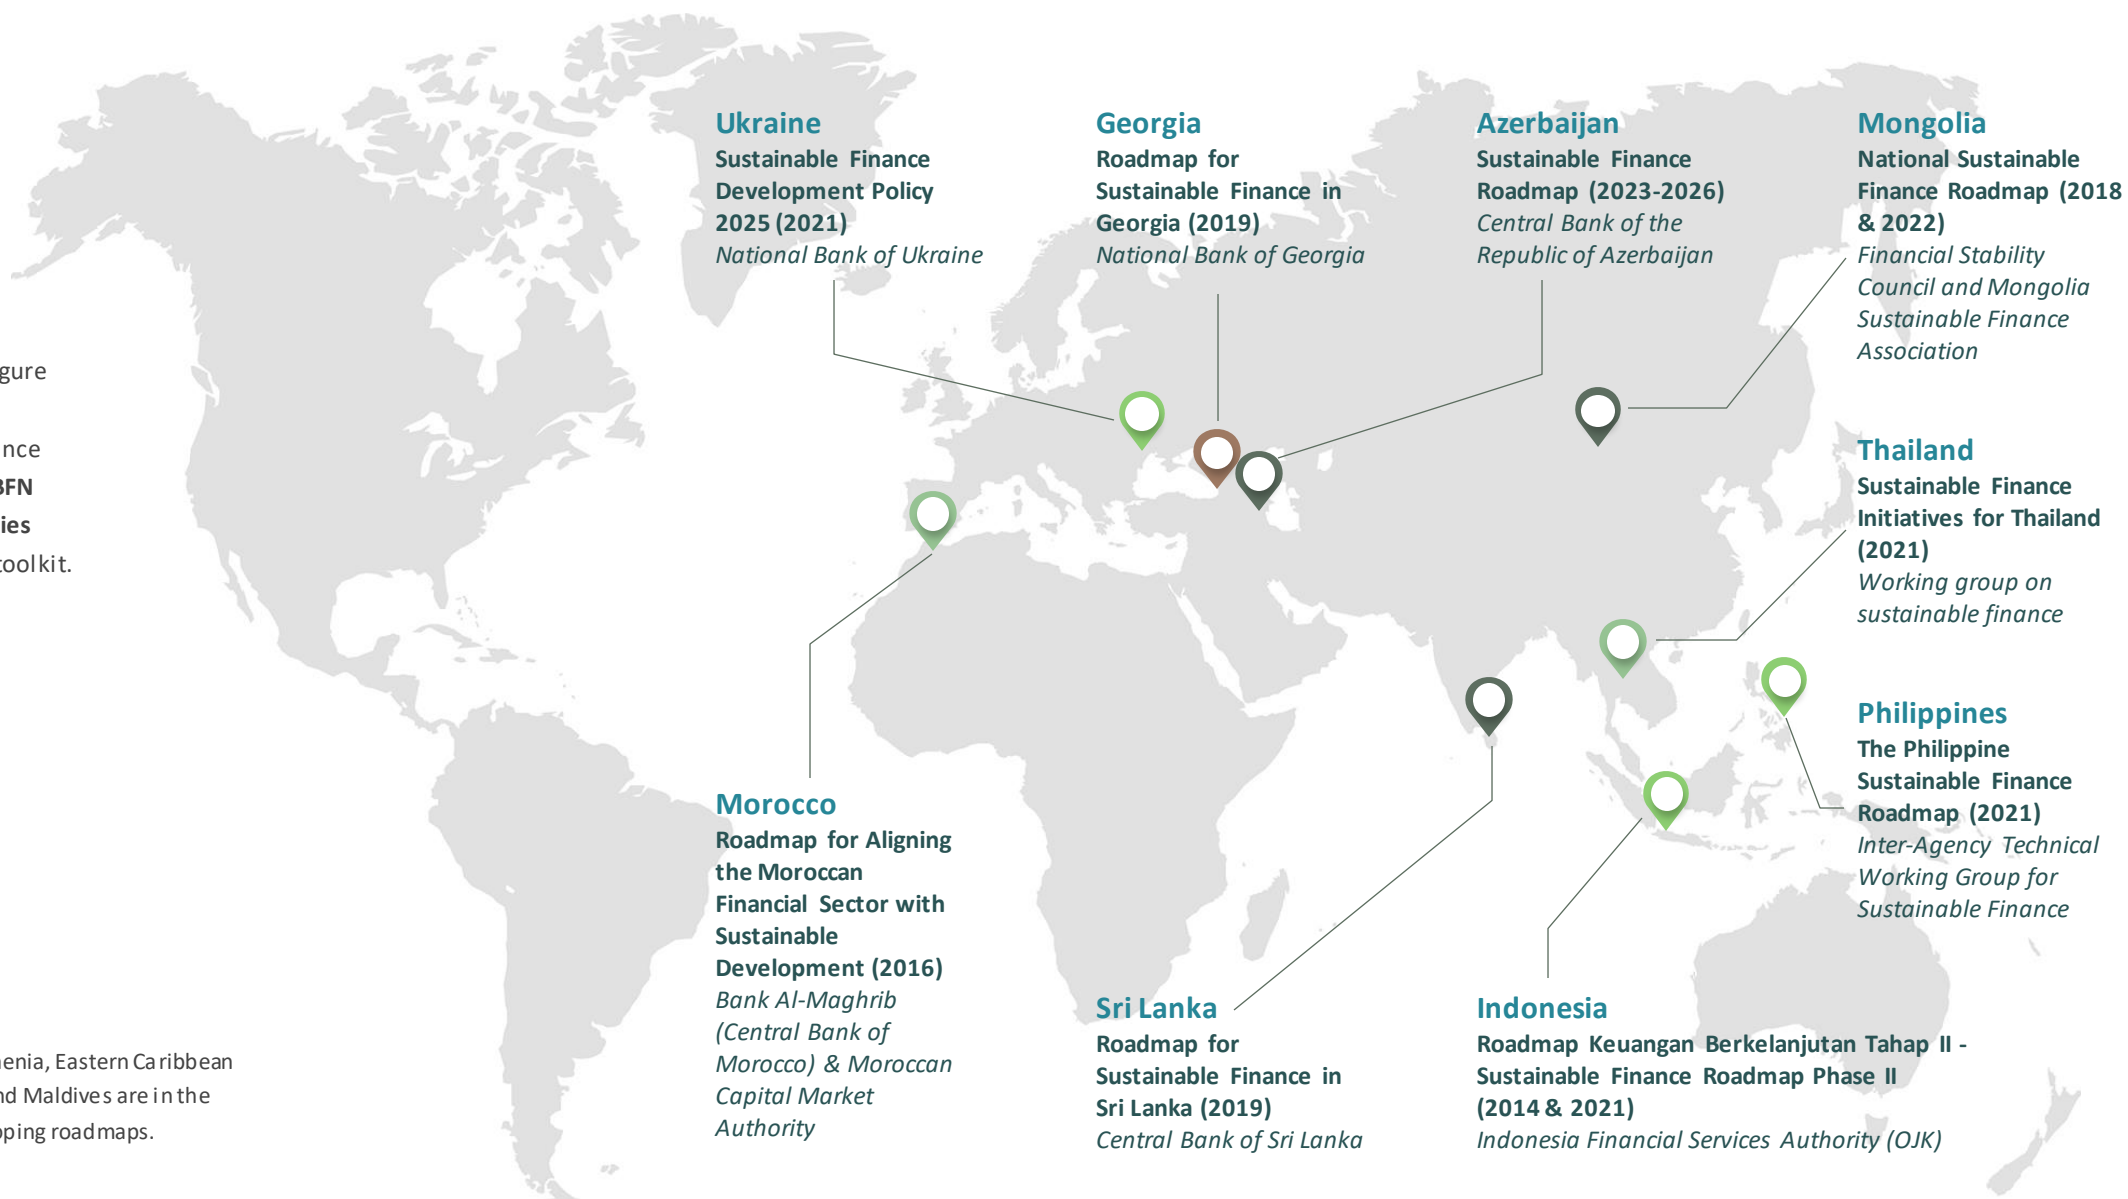 gure
nce
BFN
ies
toolkit.
enia, Eastern Caribbean
nd Maldives are in the
ping roadmaps.
Ukraine
Sustainable Finance
Development Policy
2025 (2021)
National Bank of Ukraine
Georgia
Roadmap for
Sustainable Finance in
Georgia (2019)
National Bank of Georgia
Azerbaijan
Sustainable Finance
Roadmap (2023-2026)
Central Bank of the
Republic of Azerbaijan
Mongolia
National Sustainable
Finance Roadmap (2018
& 2022)
Financial Stability
Council and Mongolia
Sustainable Finance
Association
Thailand
Sustainable Finance
Initiatives for Thailand
(2021)
Working group on
sustainable finance
Philippines
The Philippine
Sustainable Finance
Roadmap (2021)
Inter-Agency Technical
Working Group for
Sustainable Finance
Morocco
Roadmap for Aligning
the Moroccan
Financial Sector with
Sustainable
Development (2016)
Bank Al-Maghrib
(Central Bank of
Morocco) & Moroccan
Capital Market
Authority
Sri Lanka
Roadmap for
Sustainable Finance in
Sri Lanka (2019)
Central Bank of Sri Lanka
Indonesia
Roadmap Keuangan Berkelanjutan Tahap II -
Sustainable Finance Roadmap Phase II
(2014 & 2021)
Indonesia Financial Services Authority (OJK)